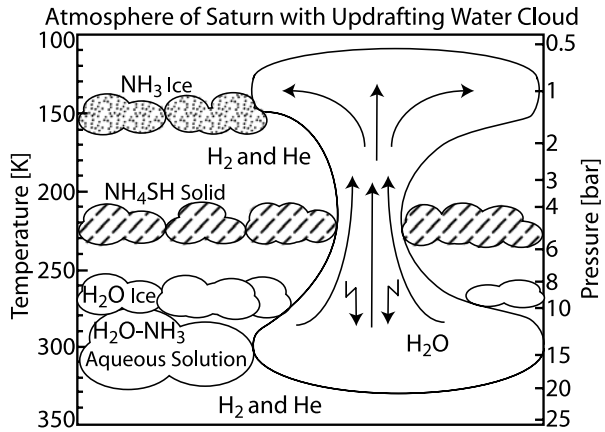 Atmosphere of Saturn with Updrafting Water Cloud
Temperature [K]
100
150
200
250
300
350
NH₃ Ice
H₂ and He
NH₄SH Solid
H₂O Ice
H₂O-NH₃
Aqueous Solution
H₂ and He
H₂O
0.5
1
2
3
4
6
8
10
15
20
25
Pressure [bar]